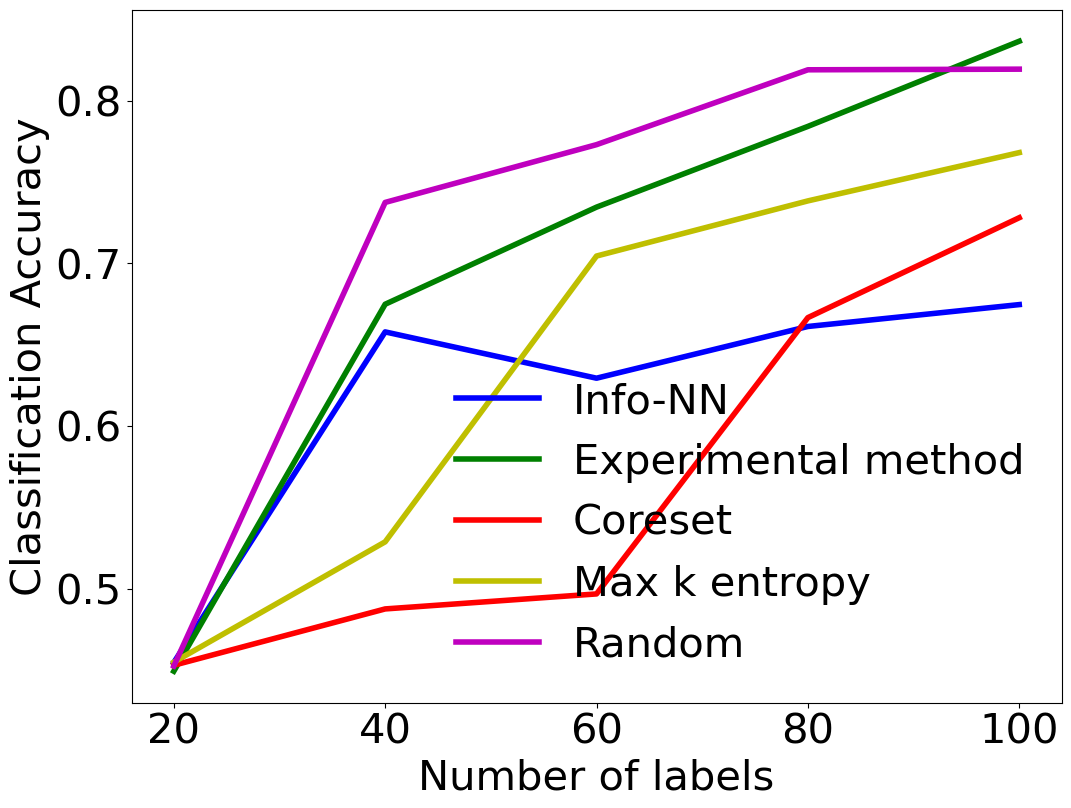 Classification Accuracy
0.8
0.7
0.6
0.5
Info-NN
Experimental method
Coreset
Max k entropy
Random
20 40 60 80 100
Number of labels